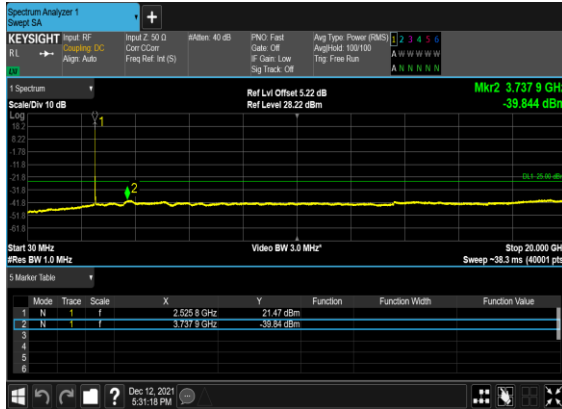 Spectrum Analyzer 1
Swept SA
+
KEYSIGHT Input: RF Input Z: 50 Ω #Atten: 40 dB PNO: Fast Avg Type: Power (RMS) 1 2 3 4 5 6
RL Coupling: DC Corr CCorr Gate: Off Avg|Hold: 100/100 A W W W W W
Align: Auto Freq Ref: Int (S) IF Gain: Low Trig: Free Run
LU Sig Track: Off A N N N N N
1 Spectrum Ref Lvl Offset 5.22 dB Mkr2 3.737 9 GHz
Scale/Div 10 dB Ref Level 28.22 dBm -39.844 dBm
Log
18.2
8.22
-1.78
-11.8
-21.8
-31.8
-41.8
-51.8
-61.8
1
2
DL1 -25.00 dBm
Start 30 MHz Video BW 3.0 MHz* Stop 20.000 GHz
#Res BW 1.0 MHz Sweep ~38.3 ms (40001 pts)
5 Marker Table
Mode Trace Scale X Y Function Function Width Function Value
1 N 1 f 2.525 8 GHz 21.47 dBm
2 N 1 f 3.737 9 GHz -39.84 dBm
3
4
5
6
? Dec 12, 2021
5:31:18 PM